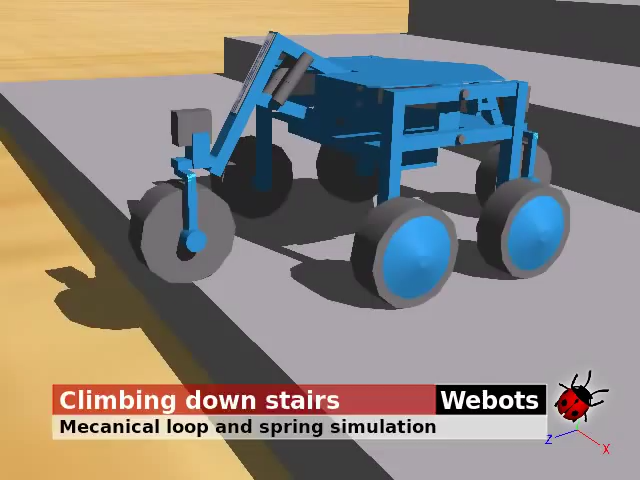 Climbing down stairs Webots
Mecanical loop and spring simulation
Z X